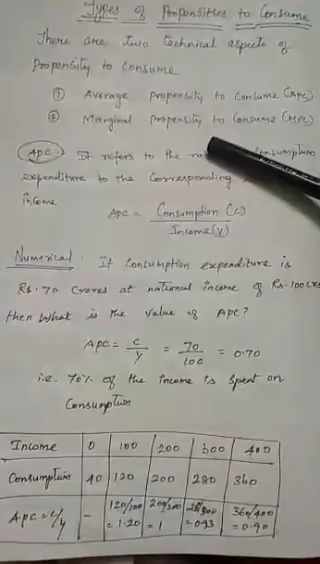 Types of Propensities to Consume
There are two technical aspects of
Propensity to consume
① Average propensity to consume (APC)
② Marginal Propensity to Consume (MPC)
APC: It refers to the consumption
expenditure to the Corresponding
income
APC = Consumption (C)
Income (Y)
Numerical: If Consumption expenditure is
Rs. 70 Crores at national income of Rs. 100 crs
then What is the value of APC?
APC = C/Y = 70/100 = 0.70
i.e. 70% of the income is Spent on
Consumption
Income 0 100 200 300 400
Consumption 40 120 200 280 360
APC = C/Y - 120/100 200/200 280/300 360/400
= 1.20 = 1 = 0.93 = 0.90